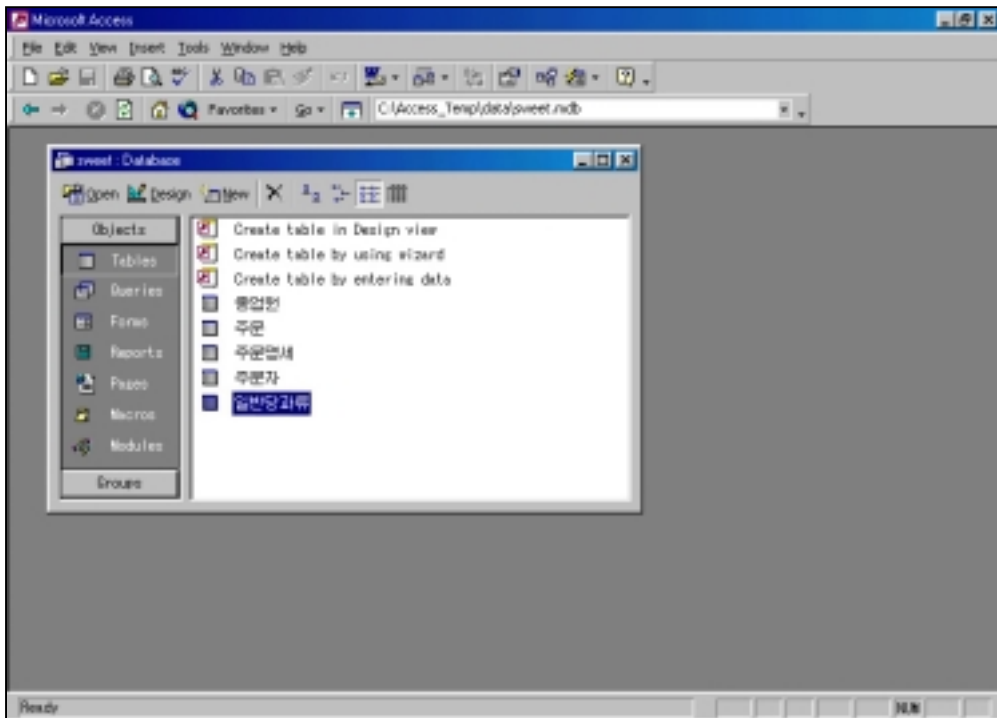 Microsoft Access
File Edit View Insert Tools Window Help
Favorites Go C:\Access_Temp\data\sweet.mdb
sweet : Database
Open Design New
Objects
Tables
Queries
Forms
Reports
Pages
Macros
Modules
Groups
Create table in Design view
Create table by using wizard
Create table by entering data
종업원
주문
주문명세
주문자
일반당과류
Ready NUM